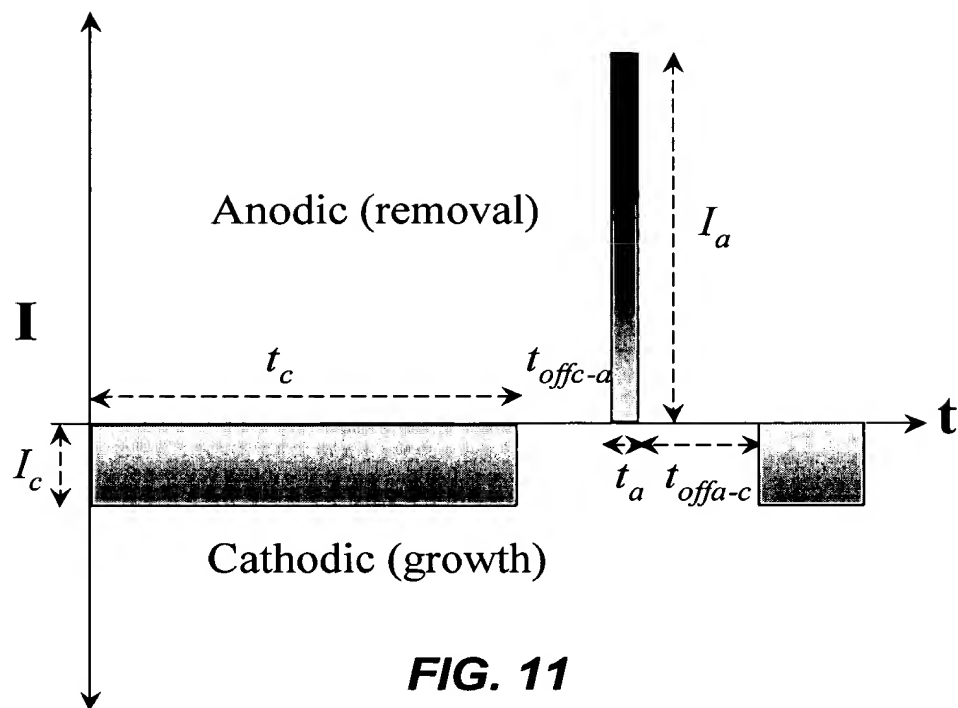 Anodic (removal)
I_a
I
t_c
t_offc-a
t
I_c
t_a
t_offa-c
Cathodic (growth)
FIG. 11